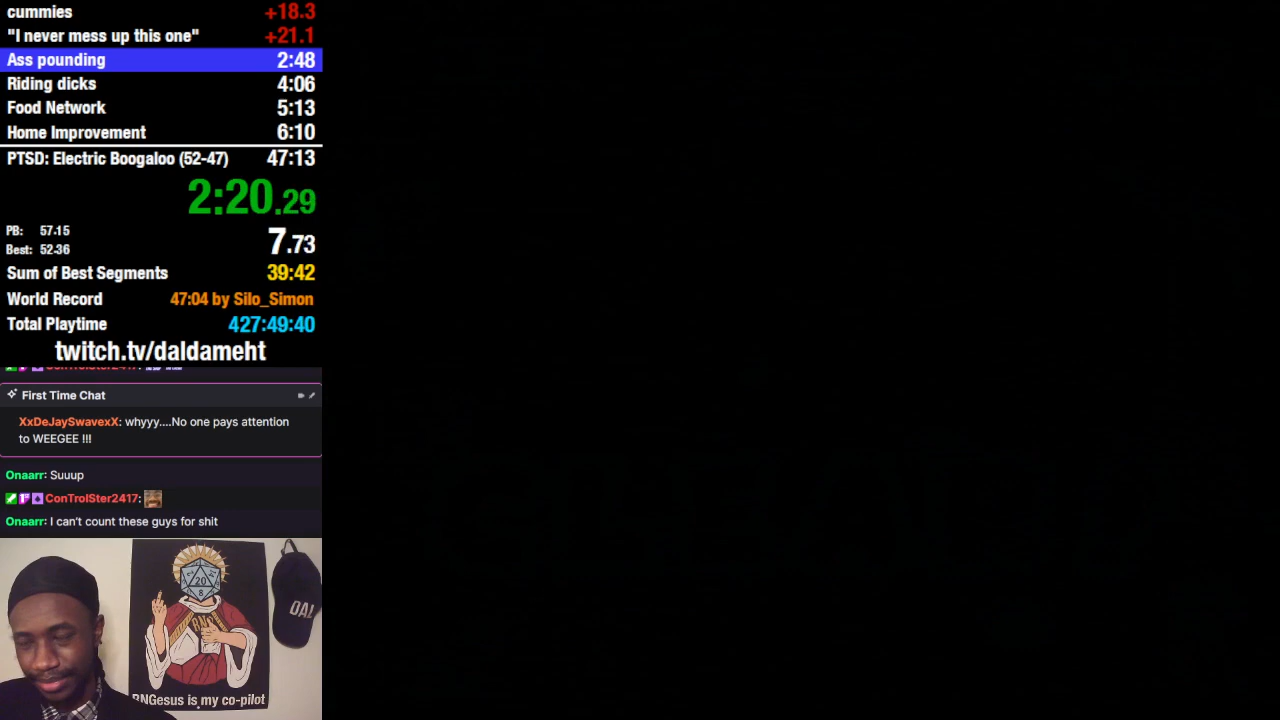 cummies +18.3
"I never mess up this one" +21.1
Ass pounding 2:48
Riding dicks 4:06
Food Network 5:13
Home Improvement 6:10
PTSD: Electric Boogaloo (52-47) 47:13
2:20.29
PB: 57.15
Best: 52.36
7.73
Sum of Best Segments 39:42
World Record 47:04 by Silo_Simon
Total Playtime 427:49:40
twitch.tv/daldameht
First Time Chat
XxDeJaySwavexX: whyyy....No one pays attention
to WEEGEE !!!
Onaarr: Suuup
ConTrolSter2417:
Onaarr: I can't count these guys for shit
20
8
RNG
OAL
RNGesus is my co-pilot